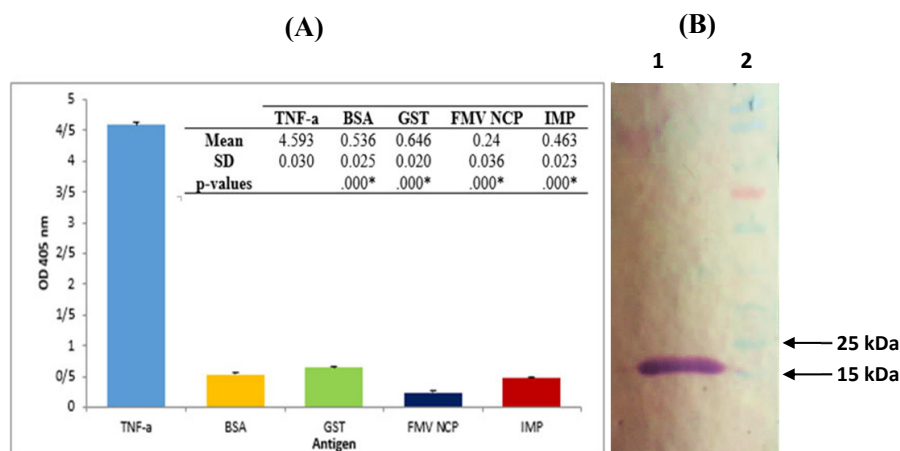 (A)
(B)
1 2
5
4/5
4
3/5
3
2/5
2
1/5
1
0/5
0
OD 405 nm
TNF-a BSA GST FMV NCP IMP
Mean 4.593 0.536 0.646 0.24 0.463
SD 0.030 0.025 0.020 0.036 0.023
p-values .000* .000* .000* .000*
TNF-a BSA GST FMV NCP IMP
Antigen
25 kDa
15 kDa